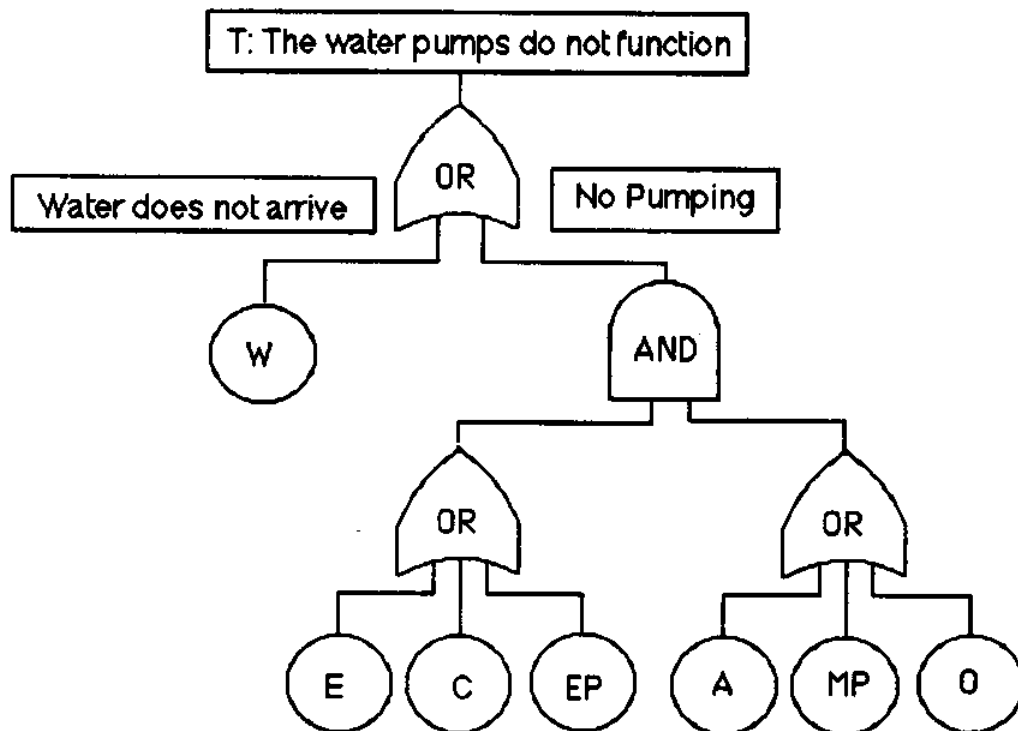 T: The water pumps do not function
OR
Water does not arrive
No Pumping
W
AND
OR
OR
E
C
EP
A
MP
O